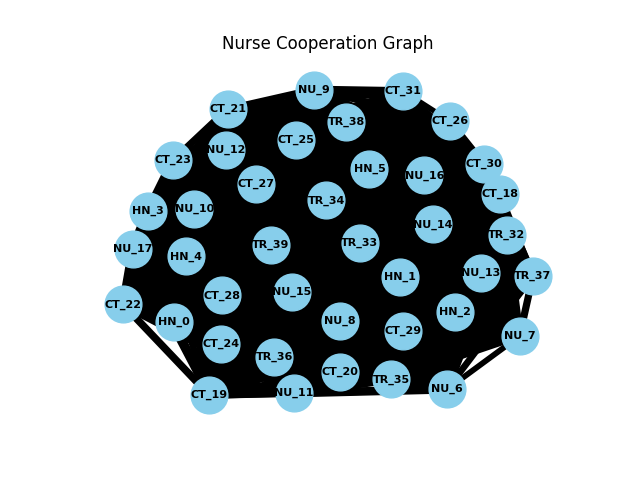 Nurse Cooperation Graph
NU_9
CT_31
CT_21
TR_38
CT_26
CT_25
NU_12
CT_23
CT_30
HN_5
NU_16
CT_27
CT_18
TR_34
HN_3
NU_10
NU_14
TR_32
TR_39
TR_33
NU_17
HN_4
NU_13
TR_37
HN_1
NU_15
CT_28
CT_22
HN_2
HN_0
NU_8
CT_29
NU_7
CT_24
TR_36
CT_20
TR_35
NU_6
NU_11
CT_19